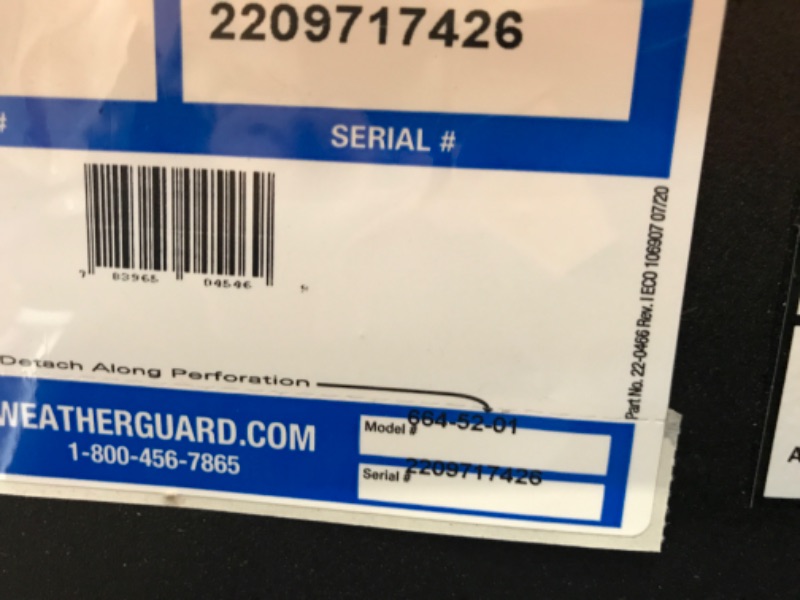 2209717426
#
SERIAL #
7 83965 04546
Part No. 22-0466 Rev. I ECO 106907 07/20
Detach Along Perforation
WEATHERGUARD.COM
1-800-456-7865
Model # 664-52-01
Serial # 2209717426
A